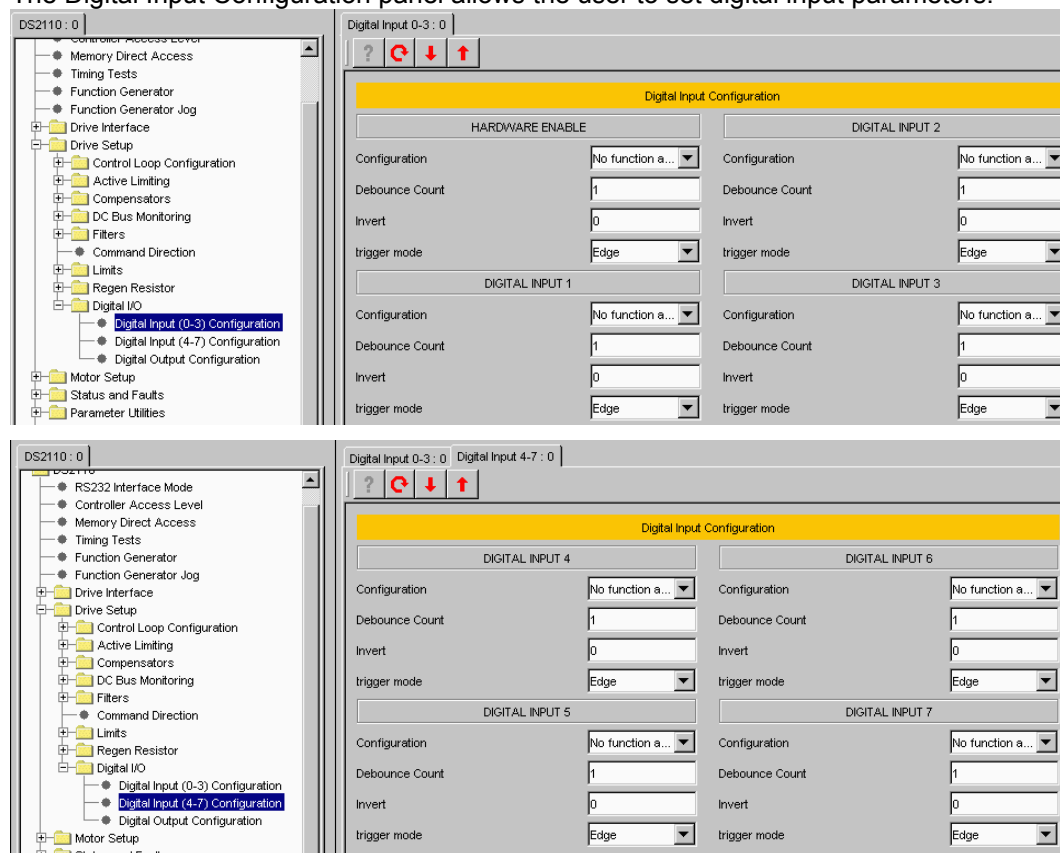 The Digital Input Configuration panel allows the user to set digital input parameters.
DS2110 : 0
Controller Access Level
Memory Direct Access
Timing Tests
Function Generator
Function Generator Jog
Drive Interface
Drive Setup
Control Loop Configuration
Active Limiting
Compensators
DC Bus Monitoring
Filters
Command Direction
Limits
Regen Resistor
Digital I/O
Digital Input (0-3) Configuration
Digital Input (4-7) Configuration
Digital Output Configuration
Motor Setup
Status and Faults
Parameter Utilities
Digital Input 0-3 : 0
?
Digital Input Configuration
HARDWARE ENABLE
Configuration No function a...
Debounce Count 1
Invert 0
trigger mode Edge
DIGITAL INPUT 1
Configuration No function a...
Debounce Count 1
Invert 0
trigger mode Edge
DIGITAL INPUT 2
Configuration No function a...
Debounce Count 1
Invert 0
trigger mode Edge
DIGITAL INPUT 3
Configuration No function a...
Debounce Count 1
Invert 0
trigger mode Edge
DS2110 : 0
DS2110
RS232 Interface Mode
Controller Access Level
Memory Direct Access
Timing Tests
Function Generator
Function Generator Jog
Drive Interface
Drive Setup
Control Loop Configuration
Active Limiting
Compensators
DC Bus Monitoring
Filters
Command Direction
Limits
Regen Resistor
Digital I/O
Digital Input (0-3) Configuration
Digital Input (4-7) Configuration
Digital Output Configuration
Motor Setup
Digital Input 0-3 : 0 Digital Input 4-7 : 0
?
Digital Input Configuration
DIGITAL INPUT 4
Configuration No function a...
Debounce Count 1
Invert 0
trigger mode Edge
DIGITAL INPUT 5
Configuration No function a...
Debounce Count 1
Invert 0
trigger mode Edge
DIGITAL INPUT 6
Configuration No function a...
Debounce Count 1
Invert 0
trigger mode Edge
DIGITAL INPUT 7
Configuration No function a...
Debounce Count 1
Invert 0
trigger mode Edge